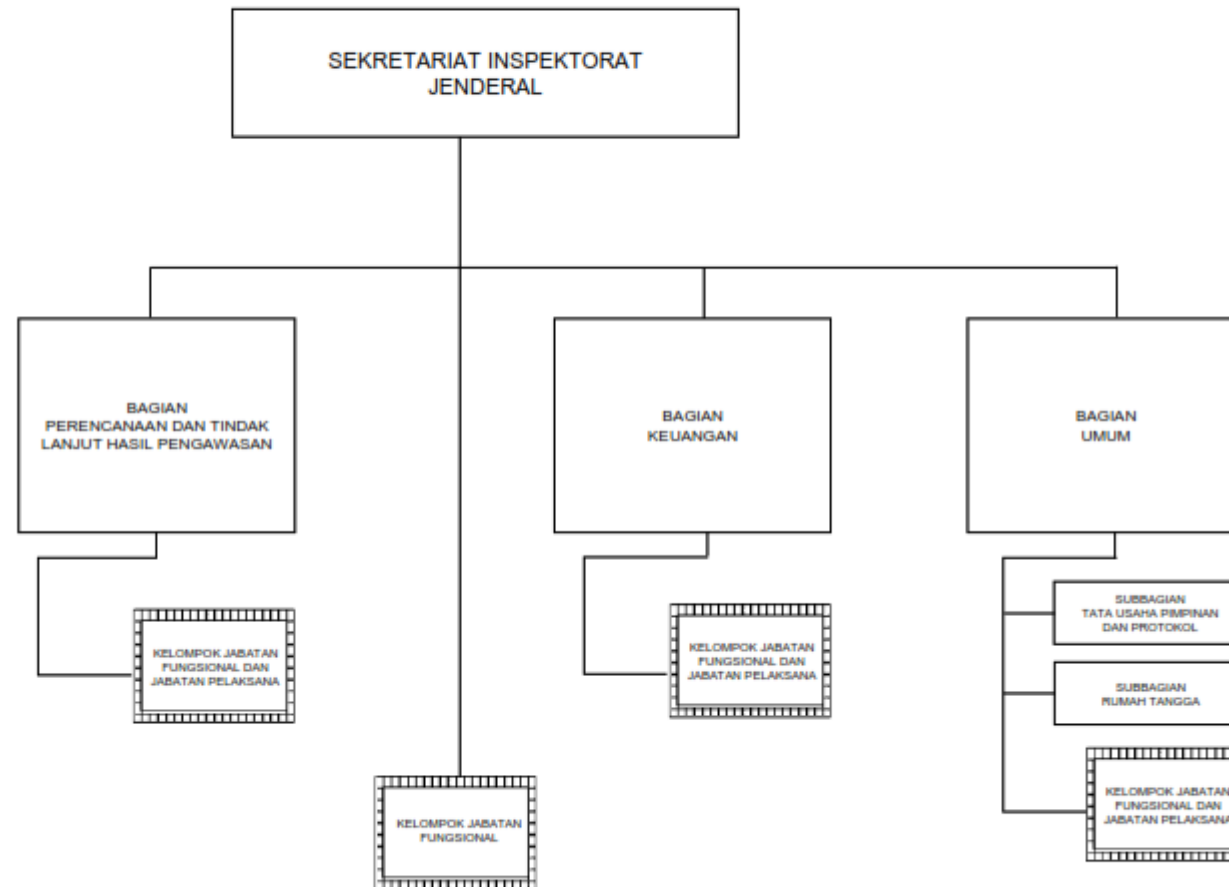 SEKRETARIAT INSPEKTORAT
JENDERAL
BAGIAN
PERENCANAAN DAN TINDAK
LANJUT HASIL PENGAWASAN
BAGIAN
KEUANGAN
BAGIAN
UMUM
KELOMPOK JABATAN
FUNGSIONAL DAN
JABATAN PELAKSANA
KELOMPOK JABATAN
FUNGSIONAL DAN
JABATAN PELAKSANA
SUBBAGIAN
TATA USAHA PIMPINAN
DAN PROTOKOL
SUBBAGIAN
RUMAH TANGGA
KELOMPOK JABATAN
FUNGSIONAL DAN
JABATAN PELAKSANA
KELOMPOK JABATAN
FUNGSIONAL